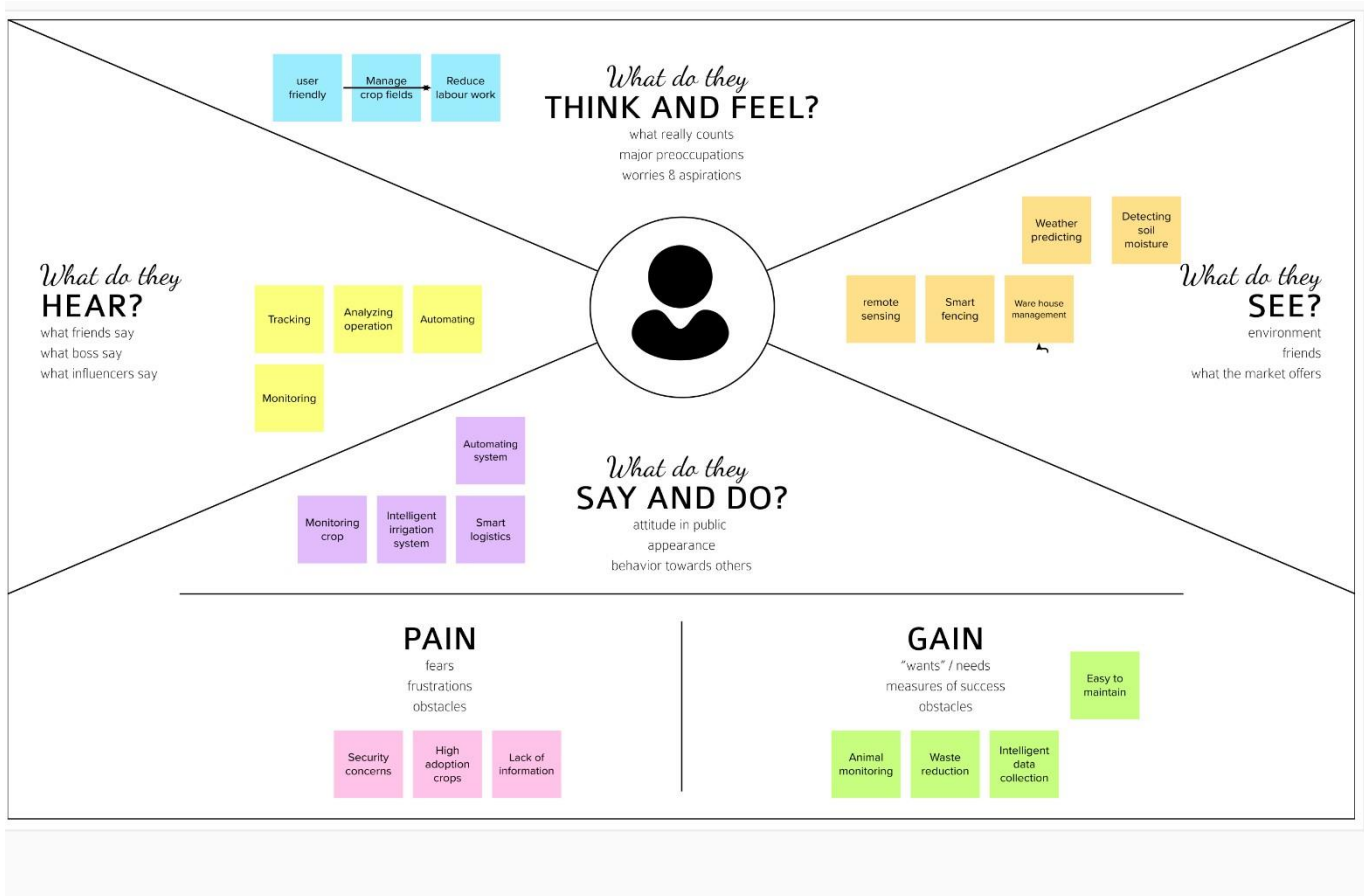 user
friendly
Manage
crop fields
Reduce
labour work
What do they
THINK AND FEEL?
what really counts
major preoccupations
worries & aspirations
What do they
HEAR?
what friends say
what boss say
what influencers say
Tracking
Analyzing
operation
Automating
Monitoring
Weather
predicting
Detecting
soil
moisture
remote
sensing
Smart
fencing
Ware house
management
What do they
SEE?
environment
friends
what the market offers
Automating
system
Monitoring
crop
Intelligent
irrigation
system
Smart
logistics
What do they
SAY AND DO?
attitude in public
appearance
behavior towards others
PAIN
fears
frustrations
obstacles
Security
concerns
High
adoption
crops
Lack of
information
GAIN
"wants" / needs
measures of success
obstacles
Easy to
maintain
Animal
monitoring
Waste
reduction
Intelligent
data
collection